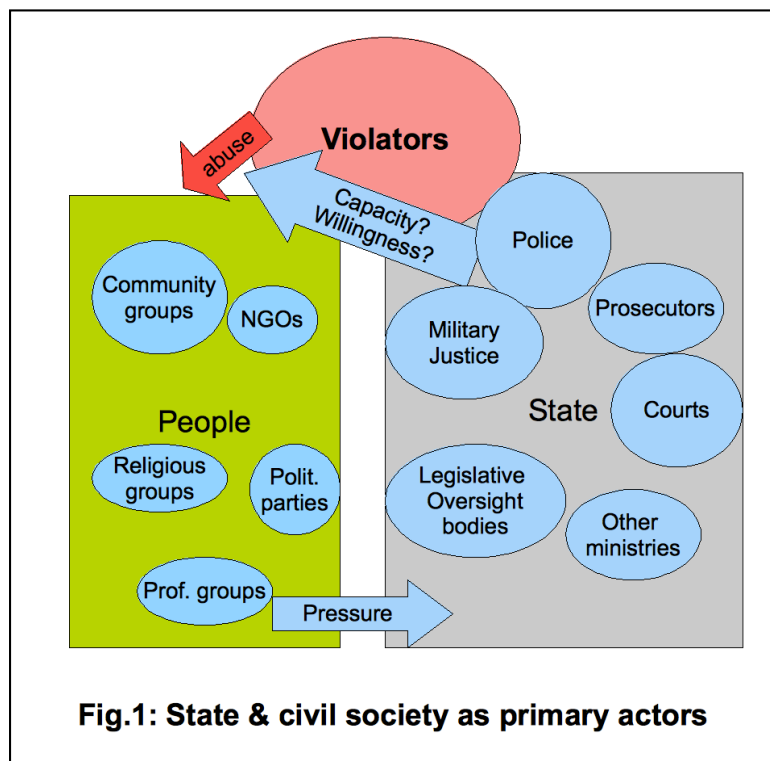 Violators
abuse
Capacity?
Willingness?
Police
Community
groups
NGOs
Prosecutors
Military
Justice
People
State
Courts
Religious
groups
Polit.
parties
Legislative
Oversight
bodies
Other
ministries
Prof. groups
Pressure
Fig.1: State & civil society as primary actors